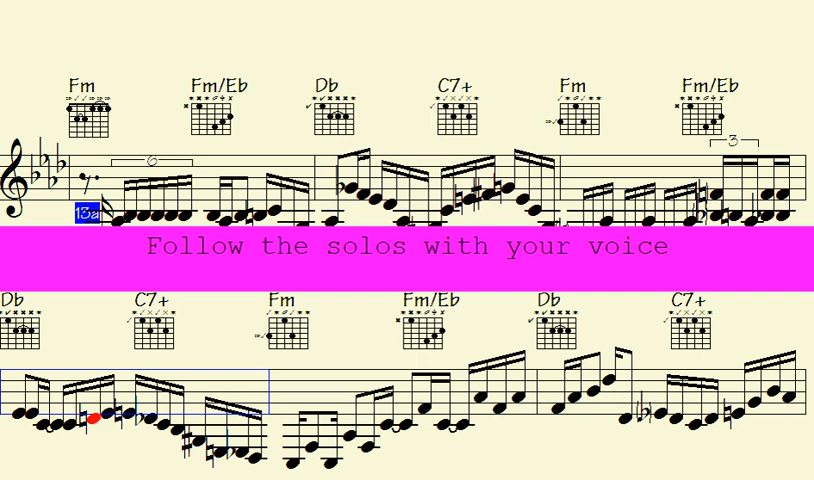 Fm Fm/Eb Db C7+ Fm Fm/Eb
6 3
13a
Follow the solos with your voice
Db C7+ Fm Fm/Eb Db C7+